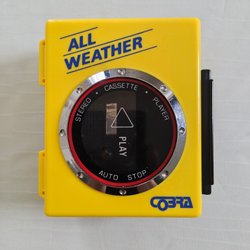 ALL
WEATHER
STEREO · CASSETTE · PLAYER
PLAY
AUTO STOP
COBRA